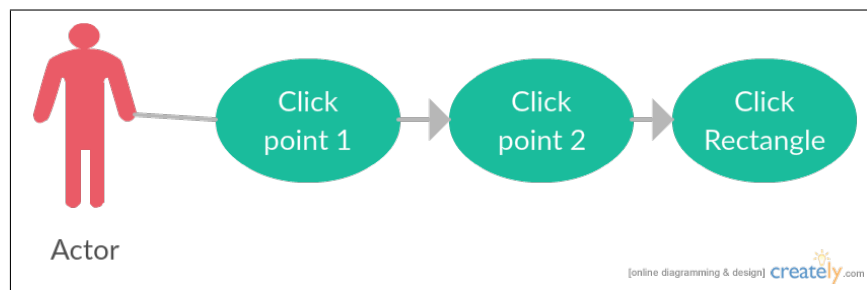 Click
point 1
Click
point 2
Click
Rectangle
Actor
[online diagramming & design] creately.com